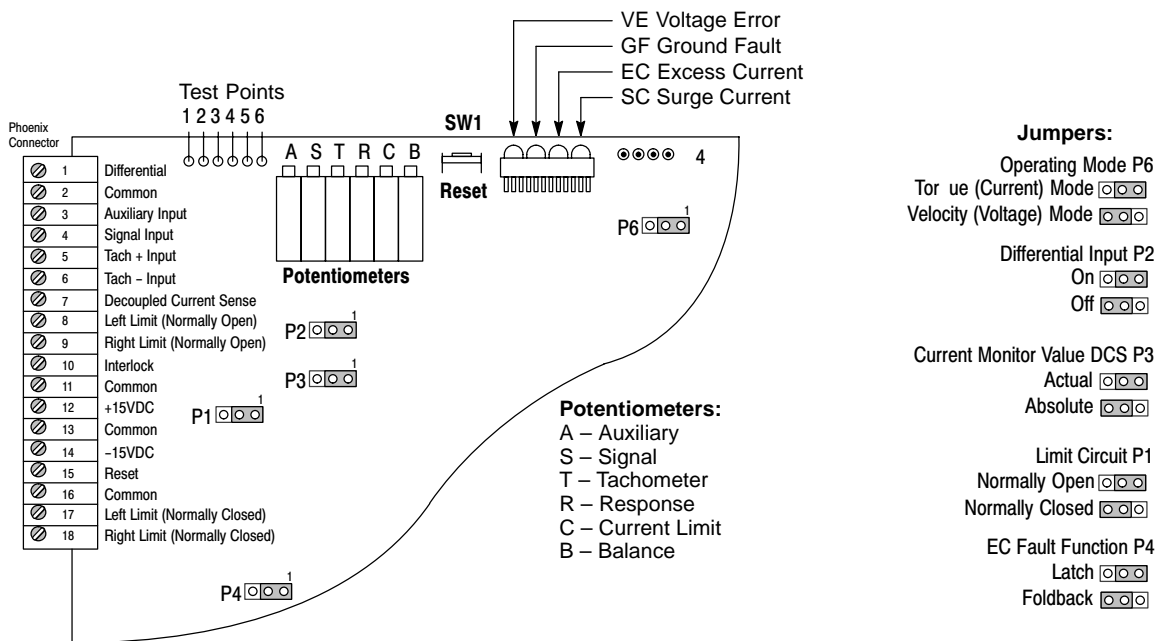 VE Voltage Error
GF Ground Fault
EC Excess Current
SC Surge Current
Test Points
1 2 3 4 5 6
SW1
Reset
4
Phoenix
Connector
1 Differential
2 Common
3 Auxiliary Input
4 Signal Input
5 Tach + Input
6 Tach – Input
7 Decoupled Current Sense
8 Left Limit (Normally Open)
9 Right Limit (Normally Open)
10 Interlock
11 Common
12 +15VDC
13 Common
14 –15VDC
15 Reset
16 Common
17 Left Limit (Normally Closed)
18 Right Limit (Normally Closed)
A S T R C B
Potentiometers
P6 1
P2 1
P3 1
P1 1
P4 1
Potentiometers:
A – Auxiliary
S – Signal
T – Tachometer
R – Response
C – Current Limit
B – Balance
Jumpers:
Operating Mode P6
Tor ue (Current) Mode
Velocity (Voltage) Mode
Differential Input P2
On
Off
Current Monitor Value DCS P3
Actual
Absolute
Limit Circuit P1
Normally Open
Normally Closed
EC Fault Function P4
Latch
Foldback